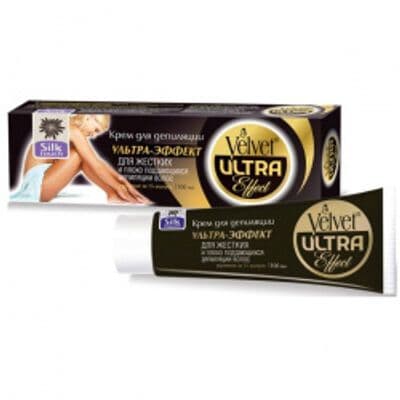 Silk
Touch
Крем для депиляции
УЛЬТРА-ЭФФЕКТ
ДЛЯ ЖЕСТКИХ
И ПЛОХО ПОДДАЮЩИХСЯ
ДЕПИЛЯЦИИ ВОЛОС
Velvet
ULTRA
Effect
Silk
Touch
Крем для депиляции
УЛЬТРА-ЭФФЕКТ
ДЛЯ ЖЕСТКИХ
И ПЛОХО ПОДДАЮЩИХСЯ
ДЕПИЛЯЦИИ ВОЛОС
Velvet
ULTRA
Effect